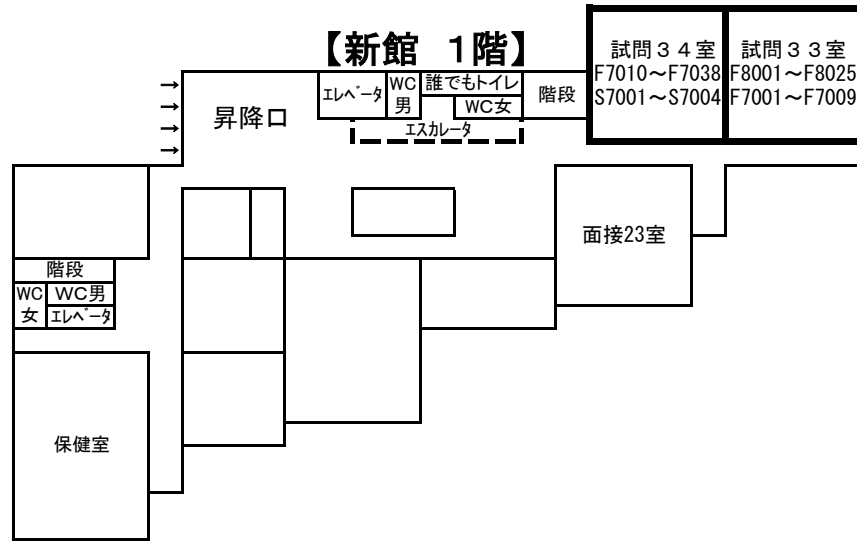 【新館　1階】
試問３４室
F7010～F7038
S7001～S7004
試問３３室
F8001～F8025
F7001～F7009
→
→
→
→
昇降口
エレベータ
WC
男
誰でもトイレ
WC女
階段
エスカレータ
面接23室
階段
WC
女
WC男
エレベータ
保健室